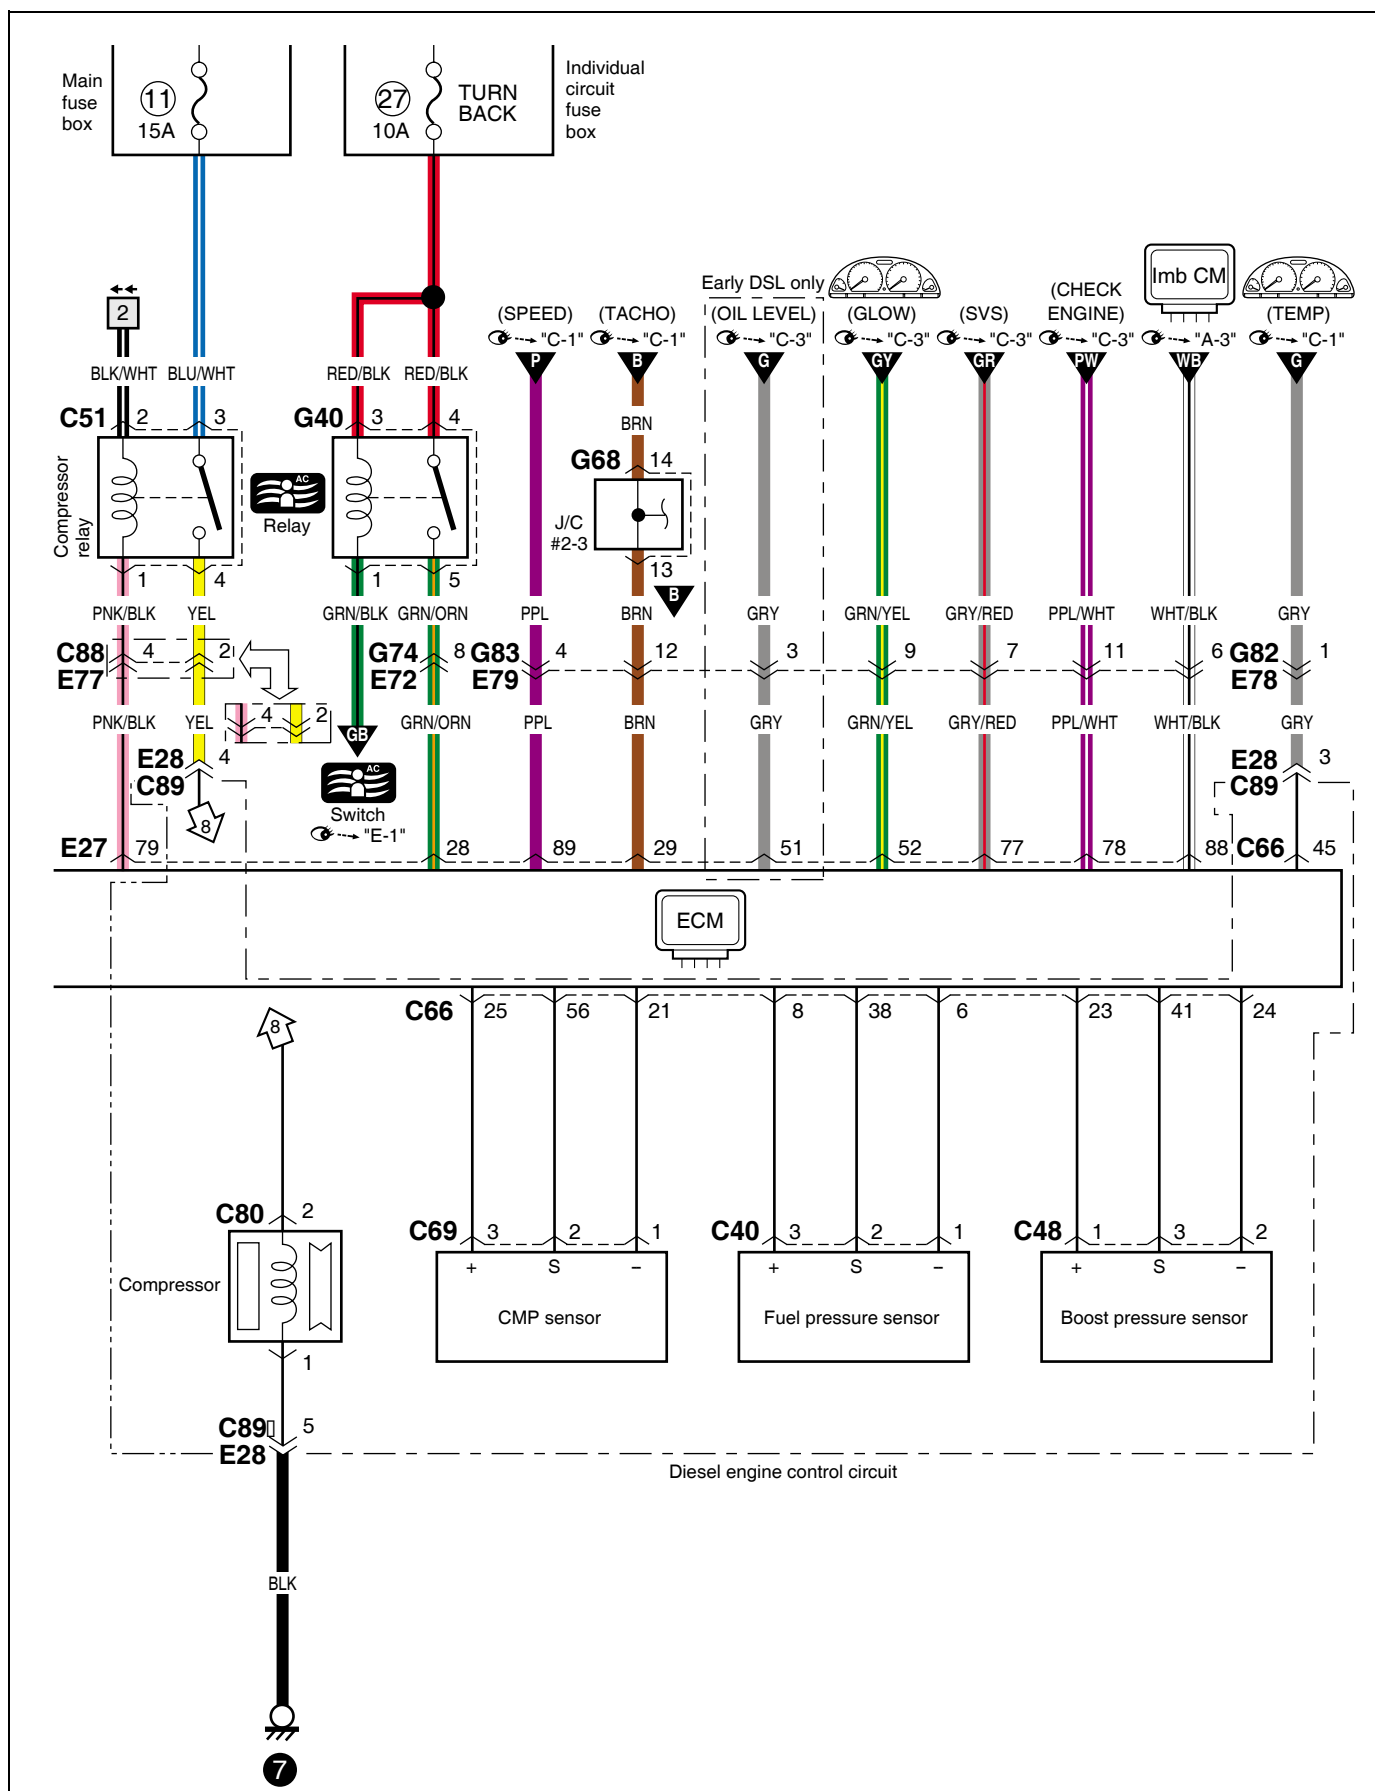 Main
fuse
box
11
15A
27
10A
TURN
BACK
Individual
circuit
fuse
box
2
BLK/WHT
BLU/WHT
RED/BLK
RED/BLK
(SPEED)
"C-1"
P
(TACHO)
"C-1"
B
Early DSL only
(OIL LEVEL)
"C-3"
G
(GLOW)
"C-3"
GY
(SVS)
"C-3"
GR
(CHECK
ENGINE)
"C-3"
PW
Imb CM
"A-3"
WB
(TEMP)
"C-1"
G
C51 2 3
G40 3 4
BRN
G68 14
Compressor
relay
AC
Relay
J/C
#2-3
13
B
1 4 1 5
PNK/BLK YEL GRN/BLK GRN/ORN PPL BRN GRY GRN/YEL GRY/RED PPL/WHT WHT/BLK GRY
C88 4 2 G74 8 G83 4 12 3 9 7 11 6 G82 1
E77 E72 E79 E78
PNK/BLK YEL 4 2 GB GRN/ORN PPL BRN GRY GRN/YEL GRY/RED PPL/WHT WHT/BLK GRY
E28 4
C89
8
AC
Switch
"E-1"
E28 3
C89
E27 79 28 89 29 51 52 77 78 88 C66 45
ECM
C66 25 56 21 8 38 6 23 41 24
8
C80 2
Compressor
1
C69 3 2 1
+ S –
CMP sensor
C40 3 2 1
+ S –
Fuel pressure sensor
C48 1 3 2
+ S –
Boost pressure sensor
C89 5
E28
Diesel engine control circuit
BLK
7